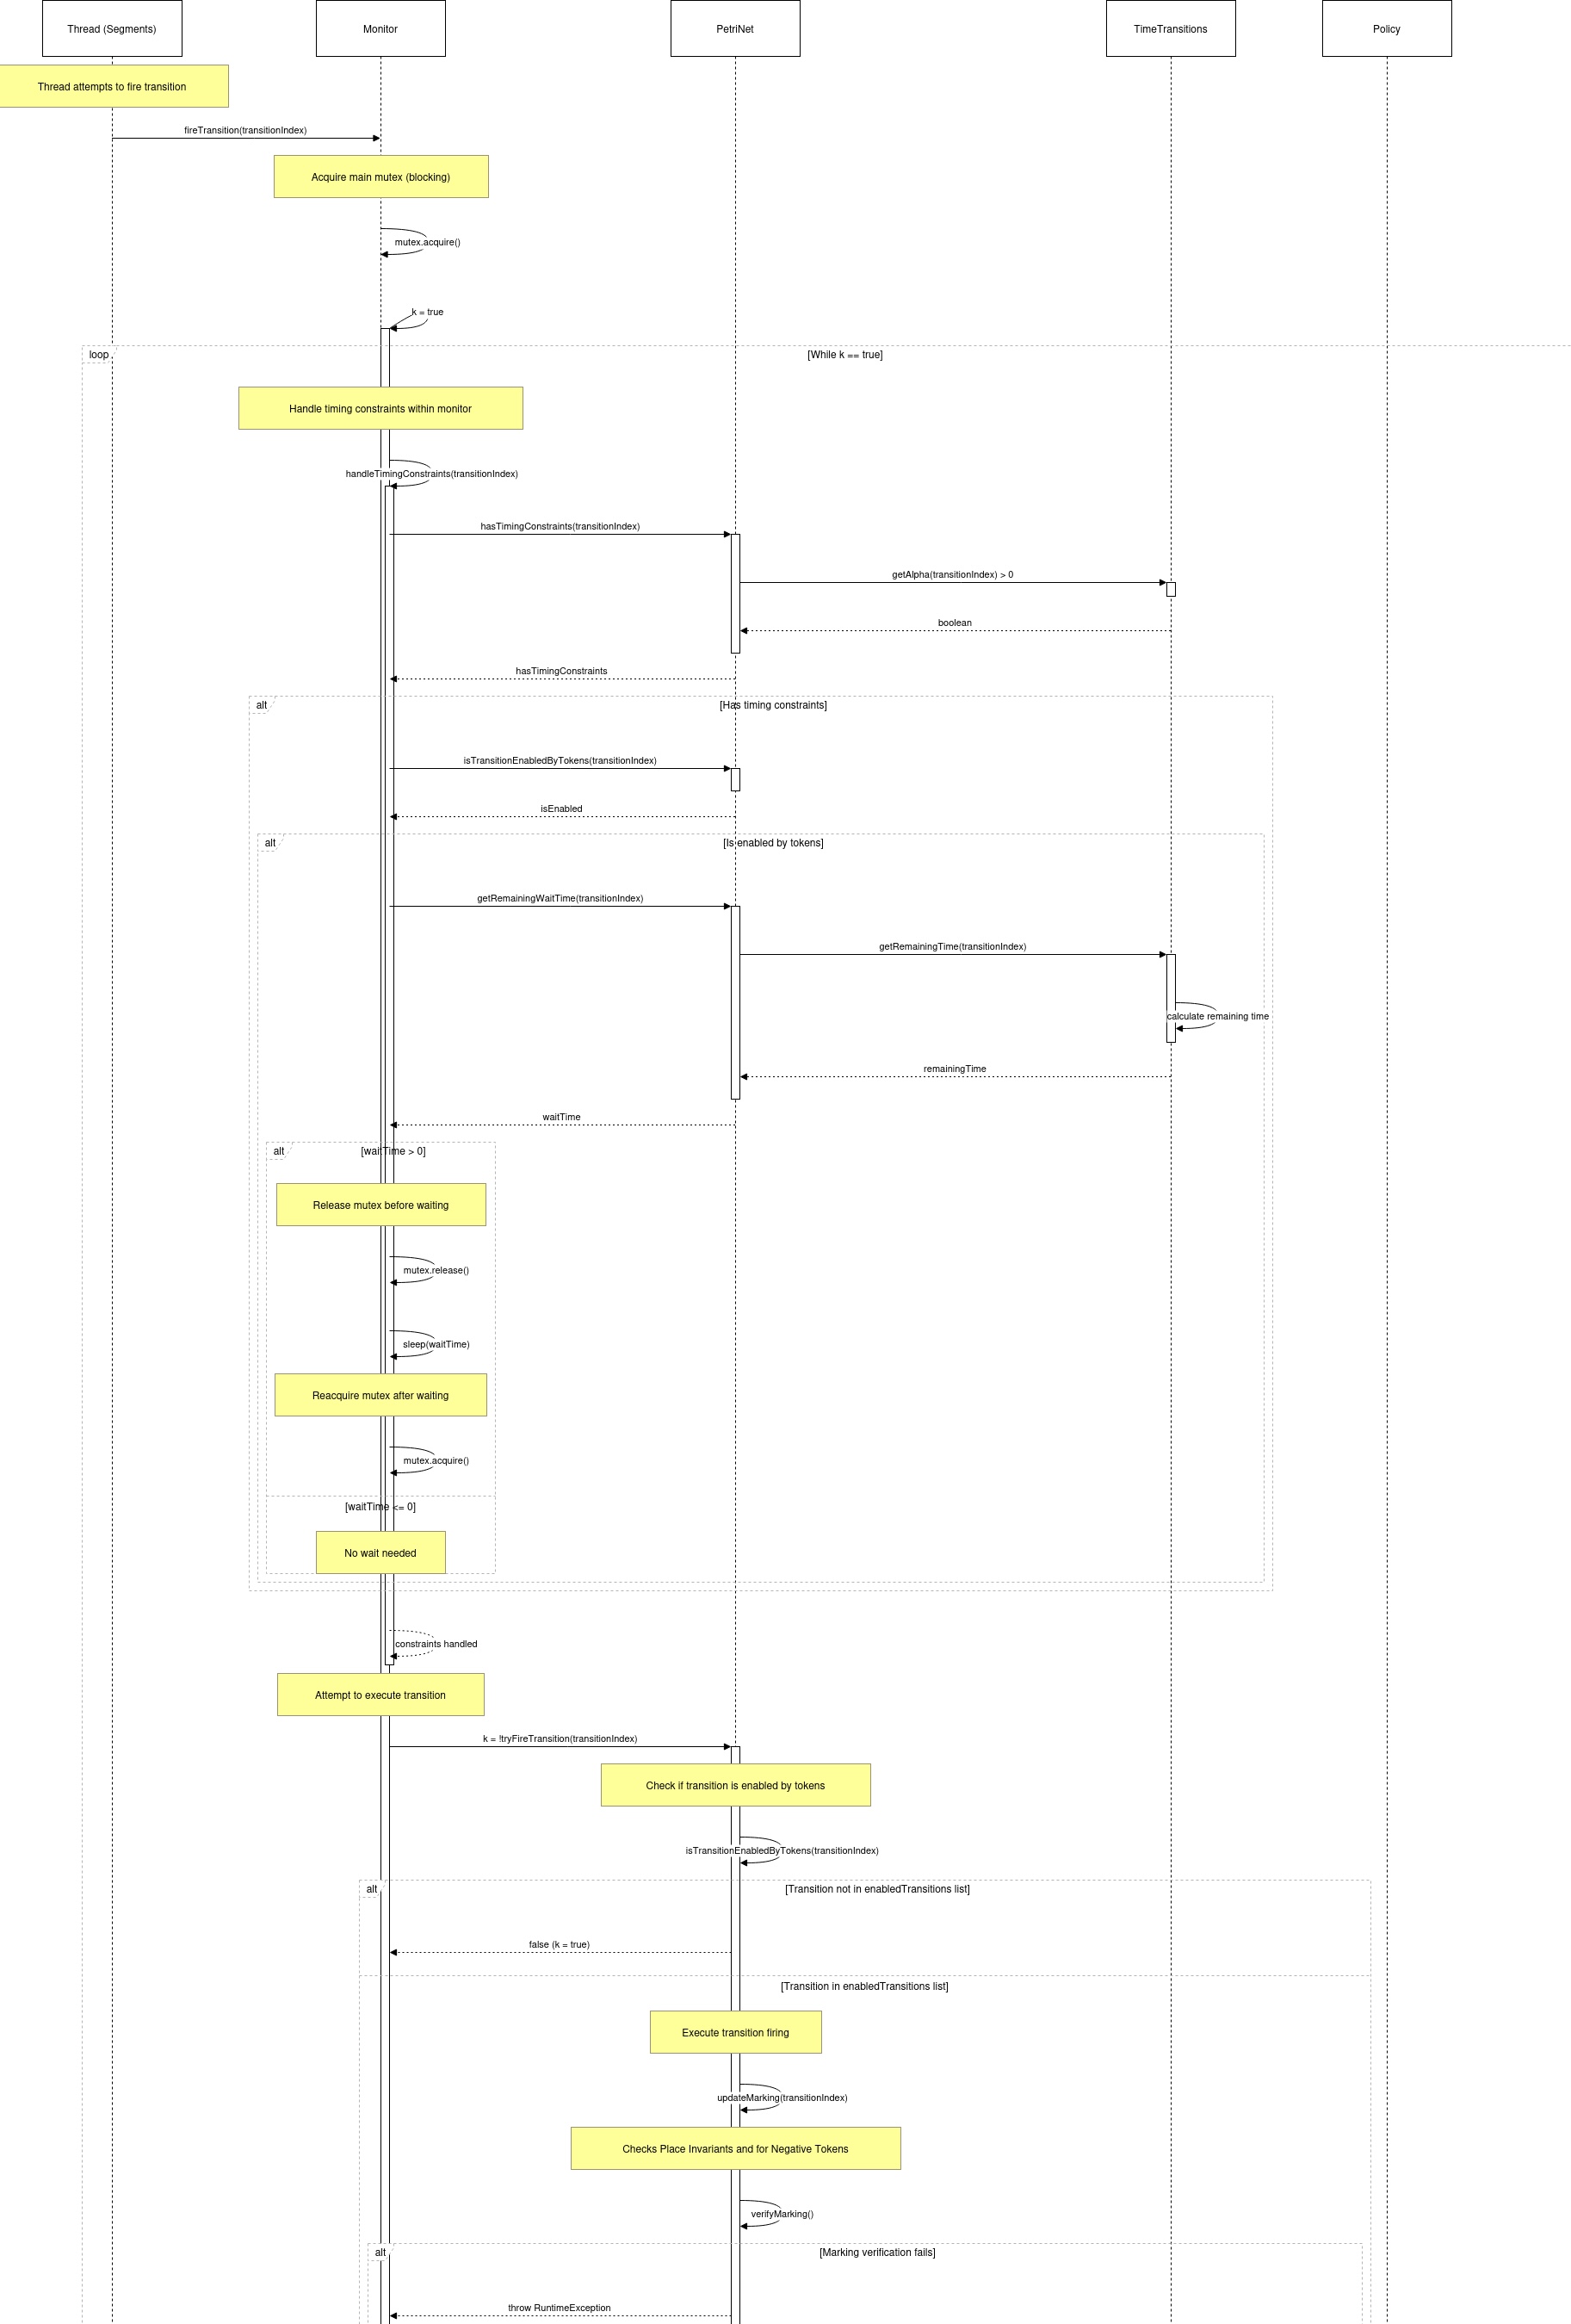 Thread (Segments)
Monitor
PetriNet
TimeTransitions
Policy
Thread attempts to fire transition
fireTransition(transitionIndex)
Acquire main mutex (blocking)
mutex.acquire()
k = true
loop
[While k == true]
Handle timing constraints within monitor
handleTimingConstraints(transitionIndex)
hasTimingConstraints(transitionIndex)
getAlpha(transitionIndex) > 0
boolean
hasTimingConstraints
alt
[Has timing constraints]
isTransitionEnabledByTokens(transitionIndex)
isEnabled
alt
[Is enabled by tokens]
getRemainingWaitTime(transitionIndex)
getRemainingTime(transitionIndex)
calculate remaining time
remainingTime
waitTime
alt
[waitTime > 0]
Release mutex before waiting
mutex.release()
sleep(waitTime)
Reacquire mutex after waiting
mutex.acquire()
[waitTime <= 0]
No wait needed
constraints handled
Attempt to execute transition
k = !tryFireTransition(transitionIndex)
Check if transition is enabled by tokens
isTransitionEnabledByTokens(transitionIndex)
alt
[Transition not in enabledTransitions list]
false (k = true)
[Transition in enabledTransitions list]
Execute transition firing
updateMarking(transitionIndex)
Checks Place Invariants and for Negative Tokens
verifyMarking()
alt
[Marking verification fails]
throw RuntimeException